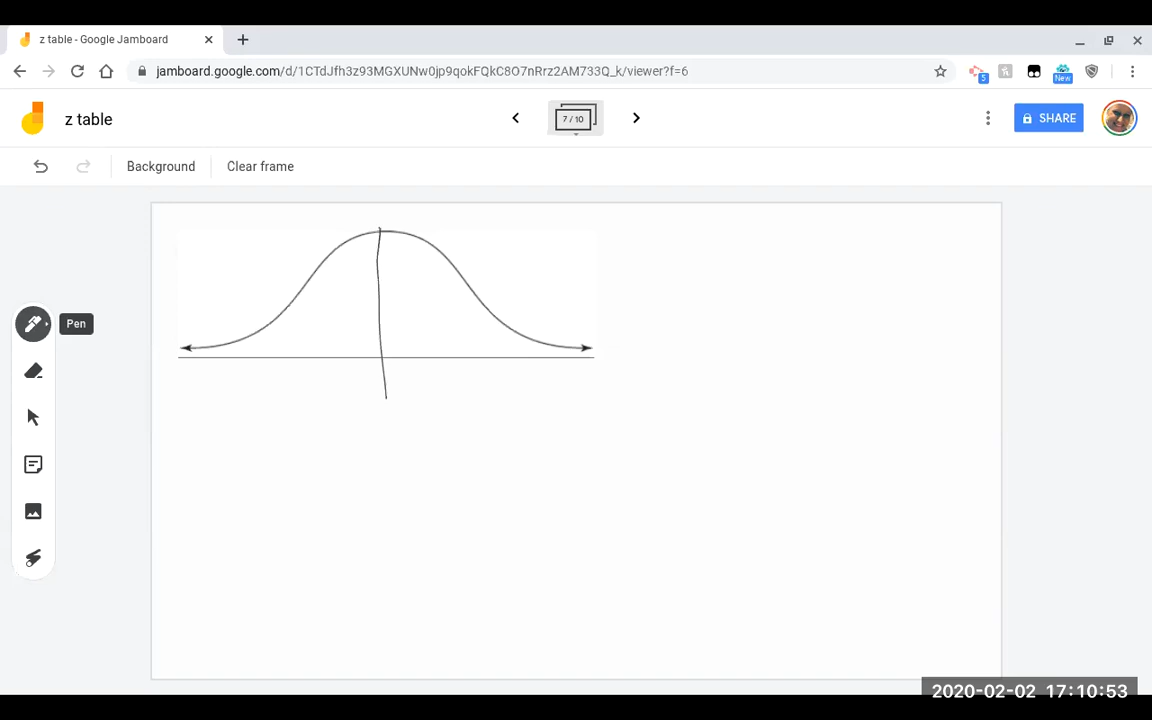 z table - Google Jamboard
jamboard.google.com/d/1CTdJfh3z93MGXUNw0jp9qokFQkC8O7nRrz2AM733Q_k/viewer?f=6
5
New
z table
7 / 10
SHARE
Background
Clear frame
Pen
2020-02-02 17:10:53